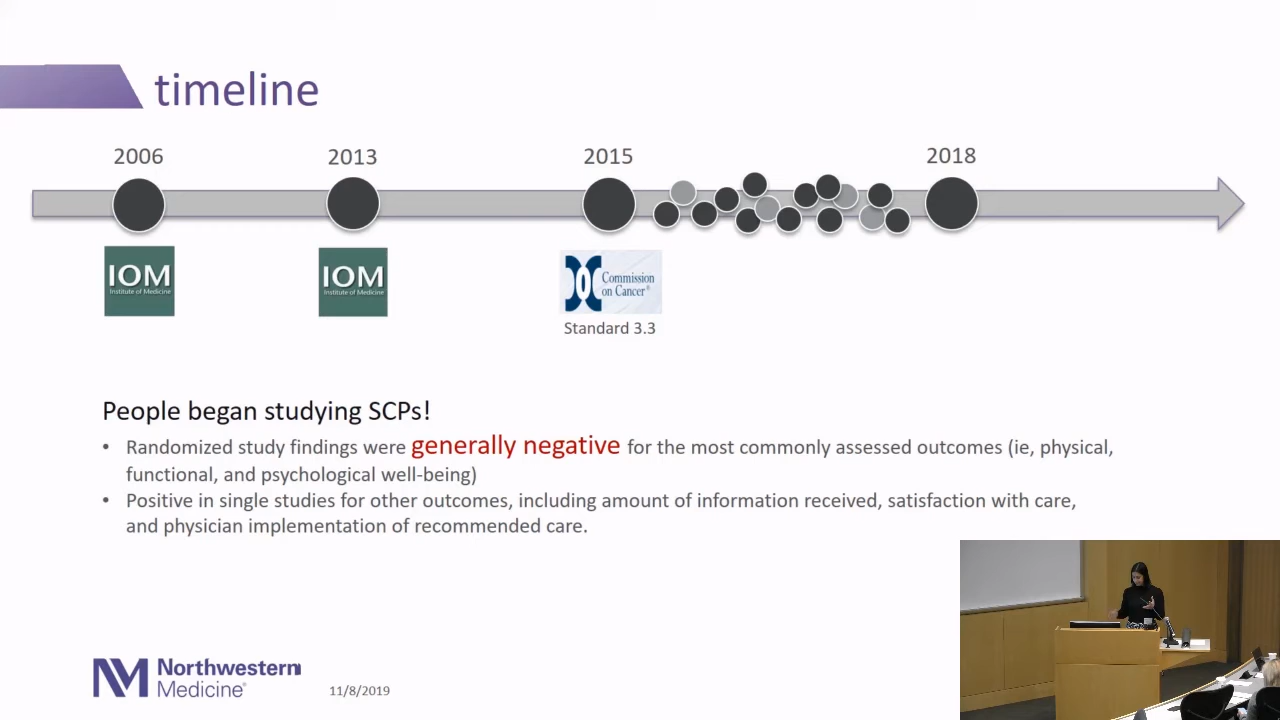 timeline
2006
2013
2015
2018
IOM
Institute of Medicine
IOM
Institute of Medicine
Commission
on Cancer®
Standard 3.3
People began studying SCPs!
• Randomized study findings were generally negative for the most commonly assessed outcomes (ie, physical,
functional, and psychological well-being)
• Positive in single studies for other outcomes, including amount of information received, satisfaction with care,
and physician implementation of recommended care.
Northwestern
Medicine®
11/8/2019